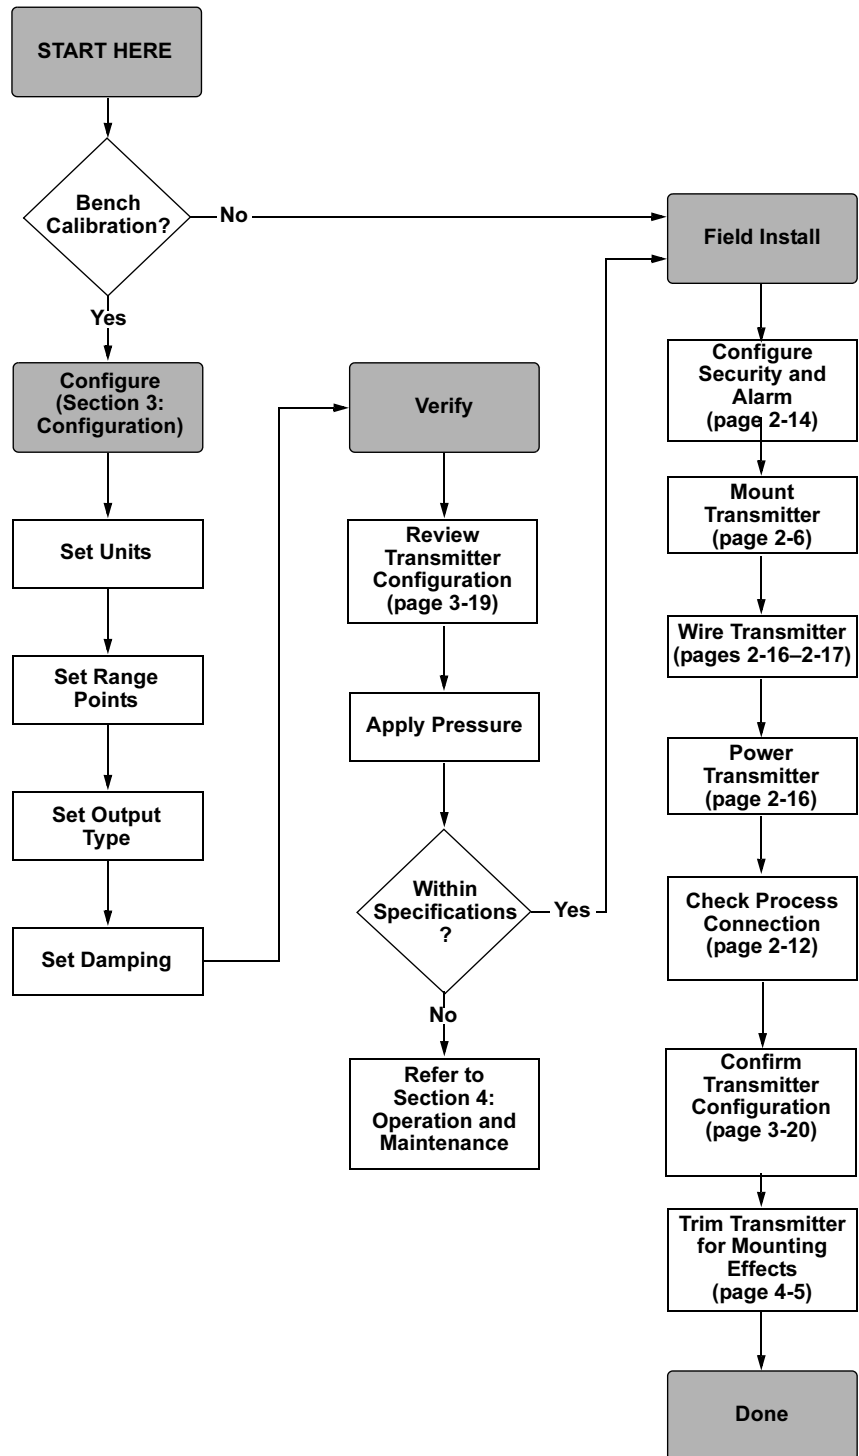 START HERE
Bench
Calibration?
No
Yes
Configure
(Section 3:
Configuration)
Set Units
Set Range
Points
Set Output
Type
Set Damping
Verify
Review
Transmitter
Configuration
(page 3-19)
Apply Pressure
Within
Specifications
?
Yes
No
Refer to
Section 4:
Operation and
Maintenance
Field Install
Configure
Security and
Alarm
(page 2-14)
Mount
Transmitter
(page 2-6)
Wire Transmitter
(pages 2-16–2-17)
Power
Transmitter
(page 2-16)
Check Process
Connection
(page 2-12)
Confirm
Transmitter
Configuration
(page 3-20)
Trim Transmitter
for Mounting
Effects
(page 4-5)
Done